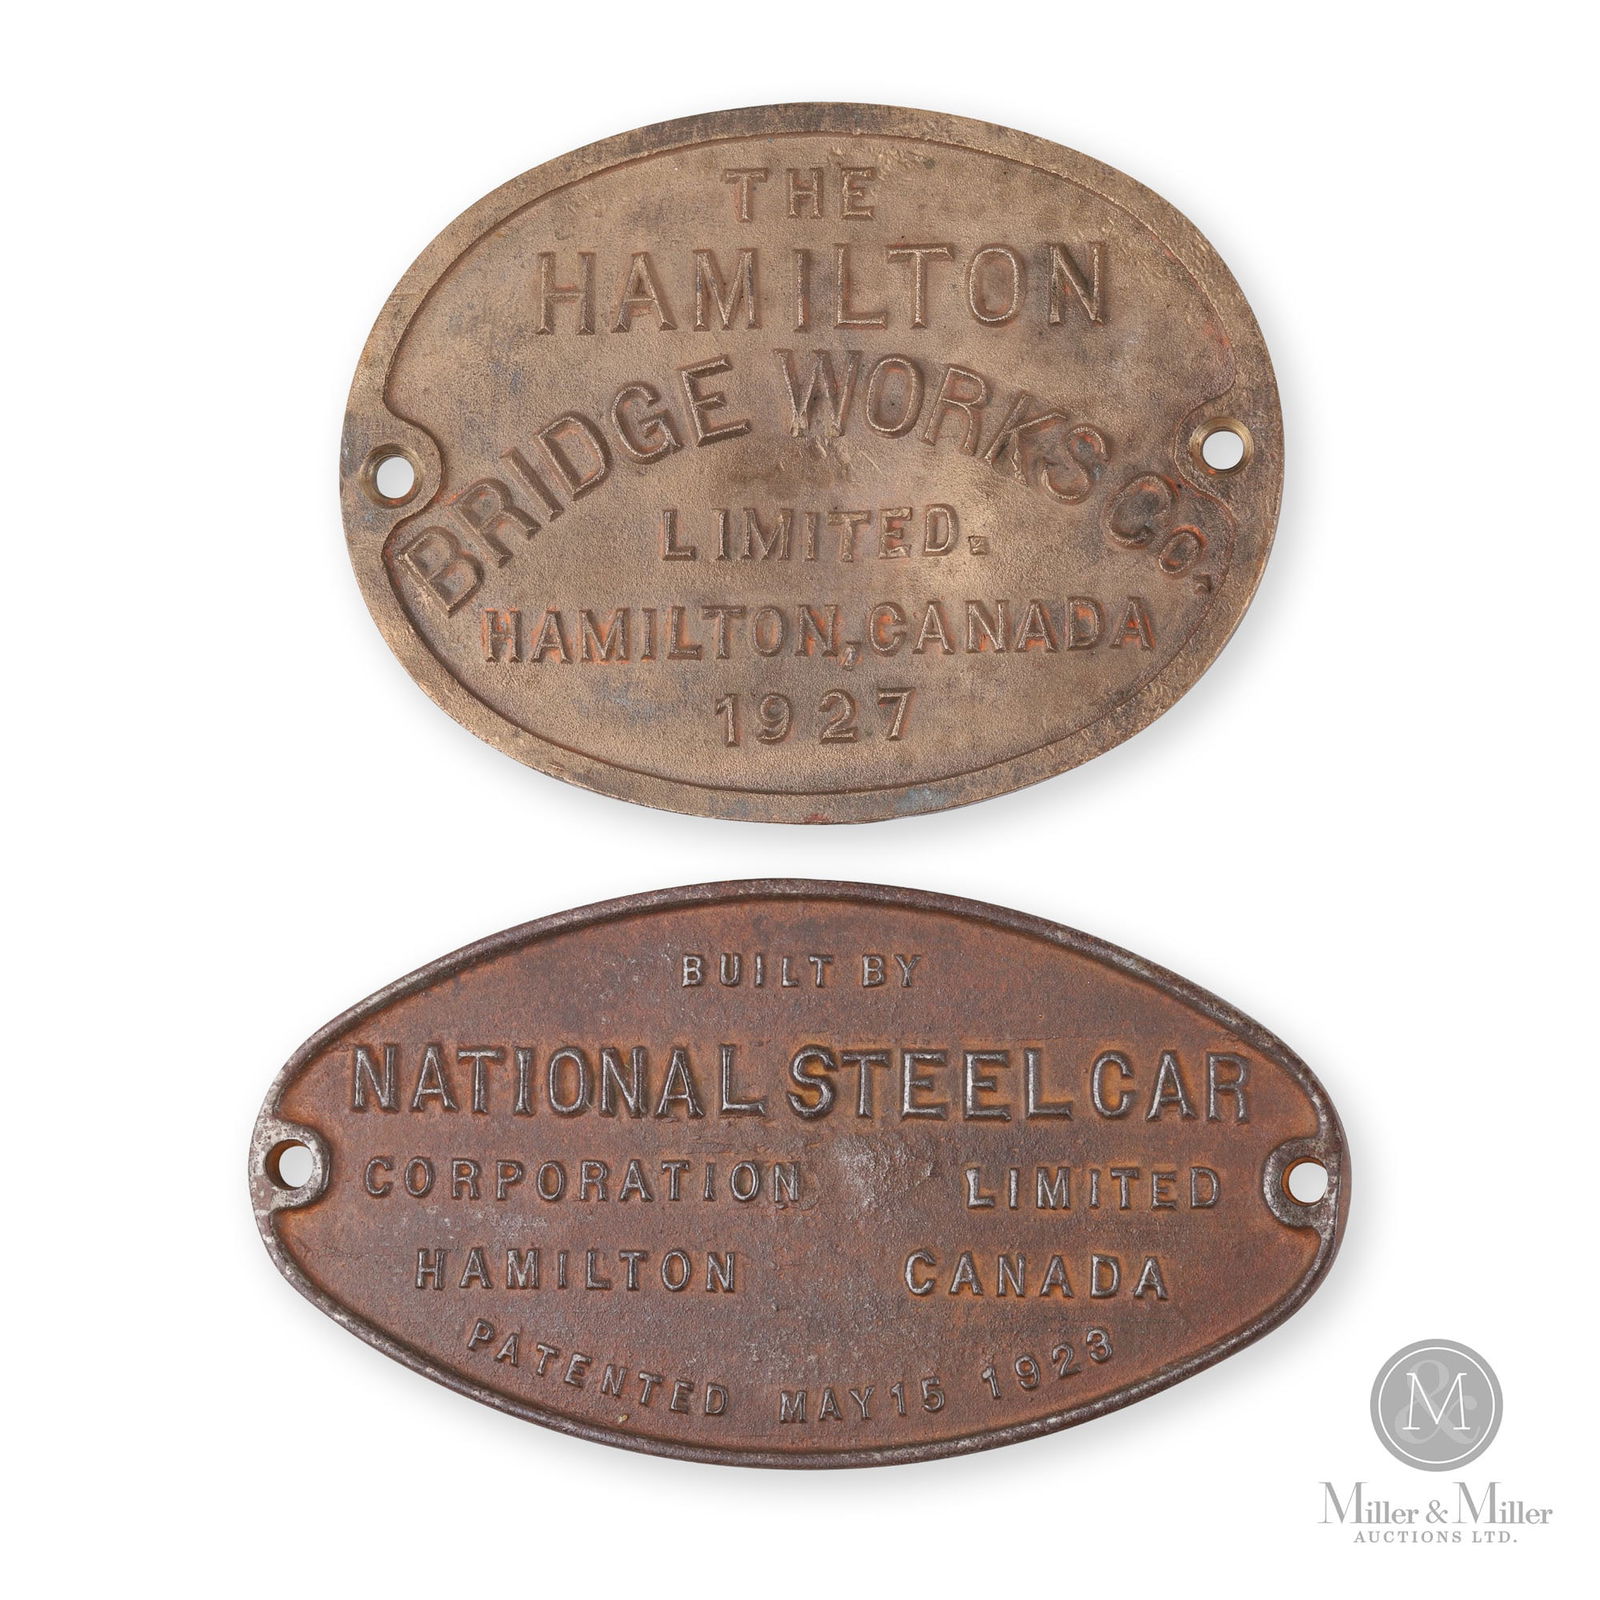 THE
HAMILTON
BRIDGE WORKS Co.
LIMITED.
HAMILTON, CANADA
1927
BUILT BY
NATIONAL STEEL CAR
CORPORATION LIMITED
HAMILTON CANADA
PATENTED MAY 15 1923
M
&
Miller & Miller
AUCTIONS LTD.